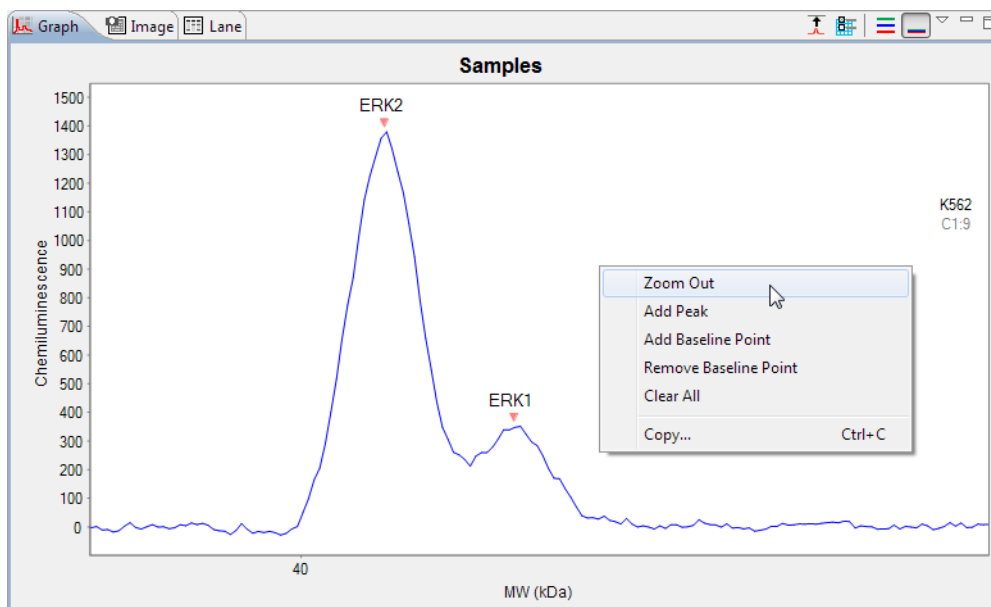 Graph Image Lane
Samples
1500
1400
1300
1200
1100
1000
900
800
700
600
500
400
300
200
100
0
Chemiluminescence
ERK2
ERK1
K562
C1:9
Zoom Out
Add Peak
Add Baseline Point
Remove Baseline Point
Clear All
Copy... Ctrl+C
40
MW (kDa)